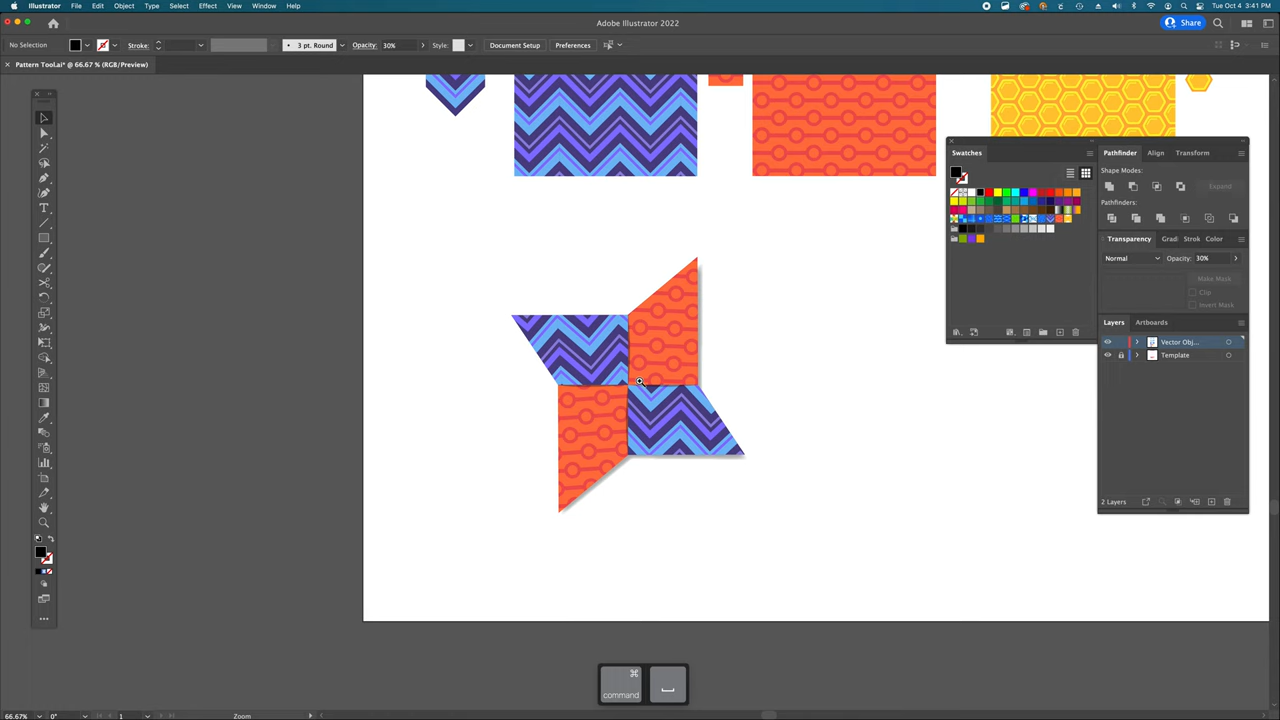 Illustrator File Edit Object Type Select Effect View Window Help Tue Oct 4 3:41 PM
Adobe Illustrator 2022
Share
No Selection Stroke: 3 pt. Round Opacity: 30% Style: Document Setup Preferences
Pattern Tool.ai* @ 66.67 % (RGB/Preview)
Swatches
Pathfinder Align Transform
Shape Modes:
Expand
Pathfinders:
Transparency Gradi Strok Color
Normal Opacity: 30%
Make Mask
Clip
Invert Mask
Layers Artboards
Vector Obj...
Template
2 Layers
command
66.67% 0° 1 Zoom